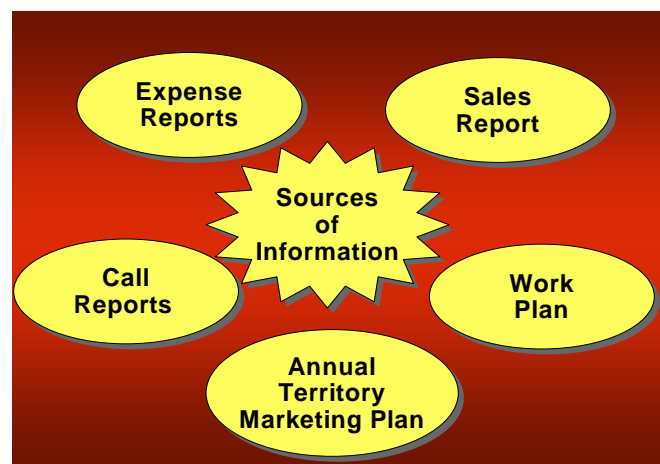 Expense
Reports
Sales
Report
Sources
of
Information
Call
Reports
Work
Plan
Annual
Territory
Marketing Plan